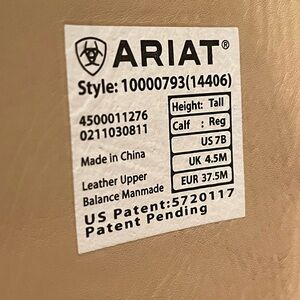 ARIAT®
Style: 10000793(14406)
4500011276
0211030811
Made in China
Leather Upper
Balance Manmade
Height: Tall
Calf : Reg
US 7B
UK 4.5M
EUR 37.5M
US Patent:5720117
Patent Pending